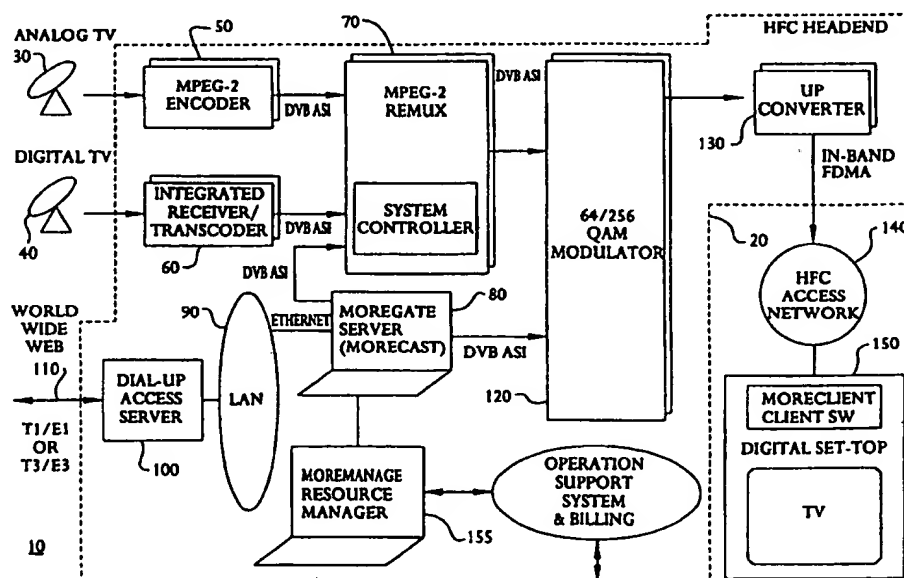 ANALOG TV
30
50
MPEG-2
ENCODER
DVB ASI
70
MPEG-2
REMUX
SYSTEM
CONTROLLER
DVB ASI
HFC HEADEND
UP
CONVERTER
130
IN-BAND
FDMA
DIGITAL TV
40
INTEGRATED
RECEIVER/
TRANSCODER
60
DVB ASI
DVB ASI
64/256
QAM
MODULATOR
120
20
140
HFC
ACCESS
NETWORK
WORLD
WIDE
WEB
110
T1/E1
OR
T3/E3
DIAL-UP
ACCESS
SERVER
100
90
LAN
ETHERNET
MOREGATE
SERVER
(MORECAST)
80
DVB ASI
150
MORECLIENT
CLIENT SW
DIGITAL SET-TOP
TV
MOREMANAGE
RESOURCE
MANAGER
155
OPERATION
SUPPORT
SYSTEM
& BILLING
10